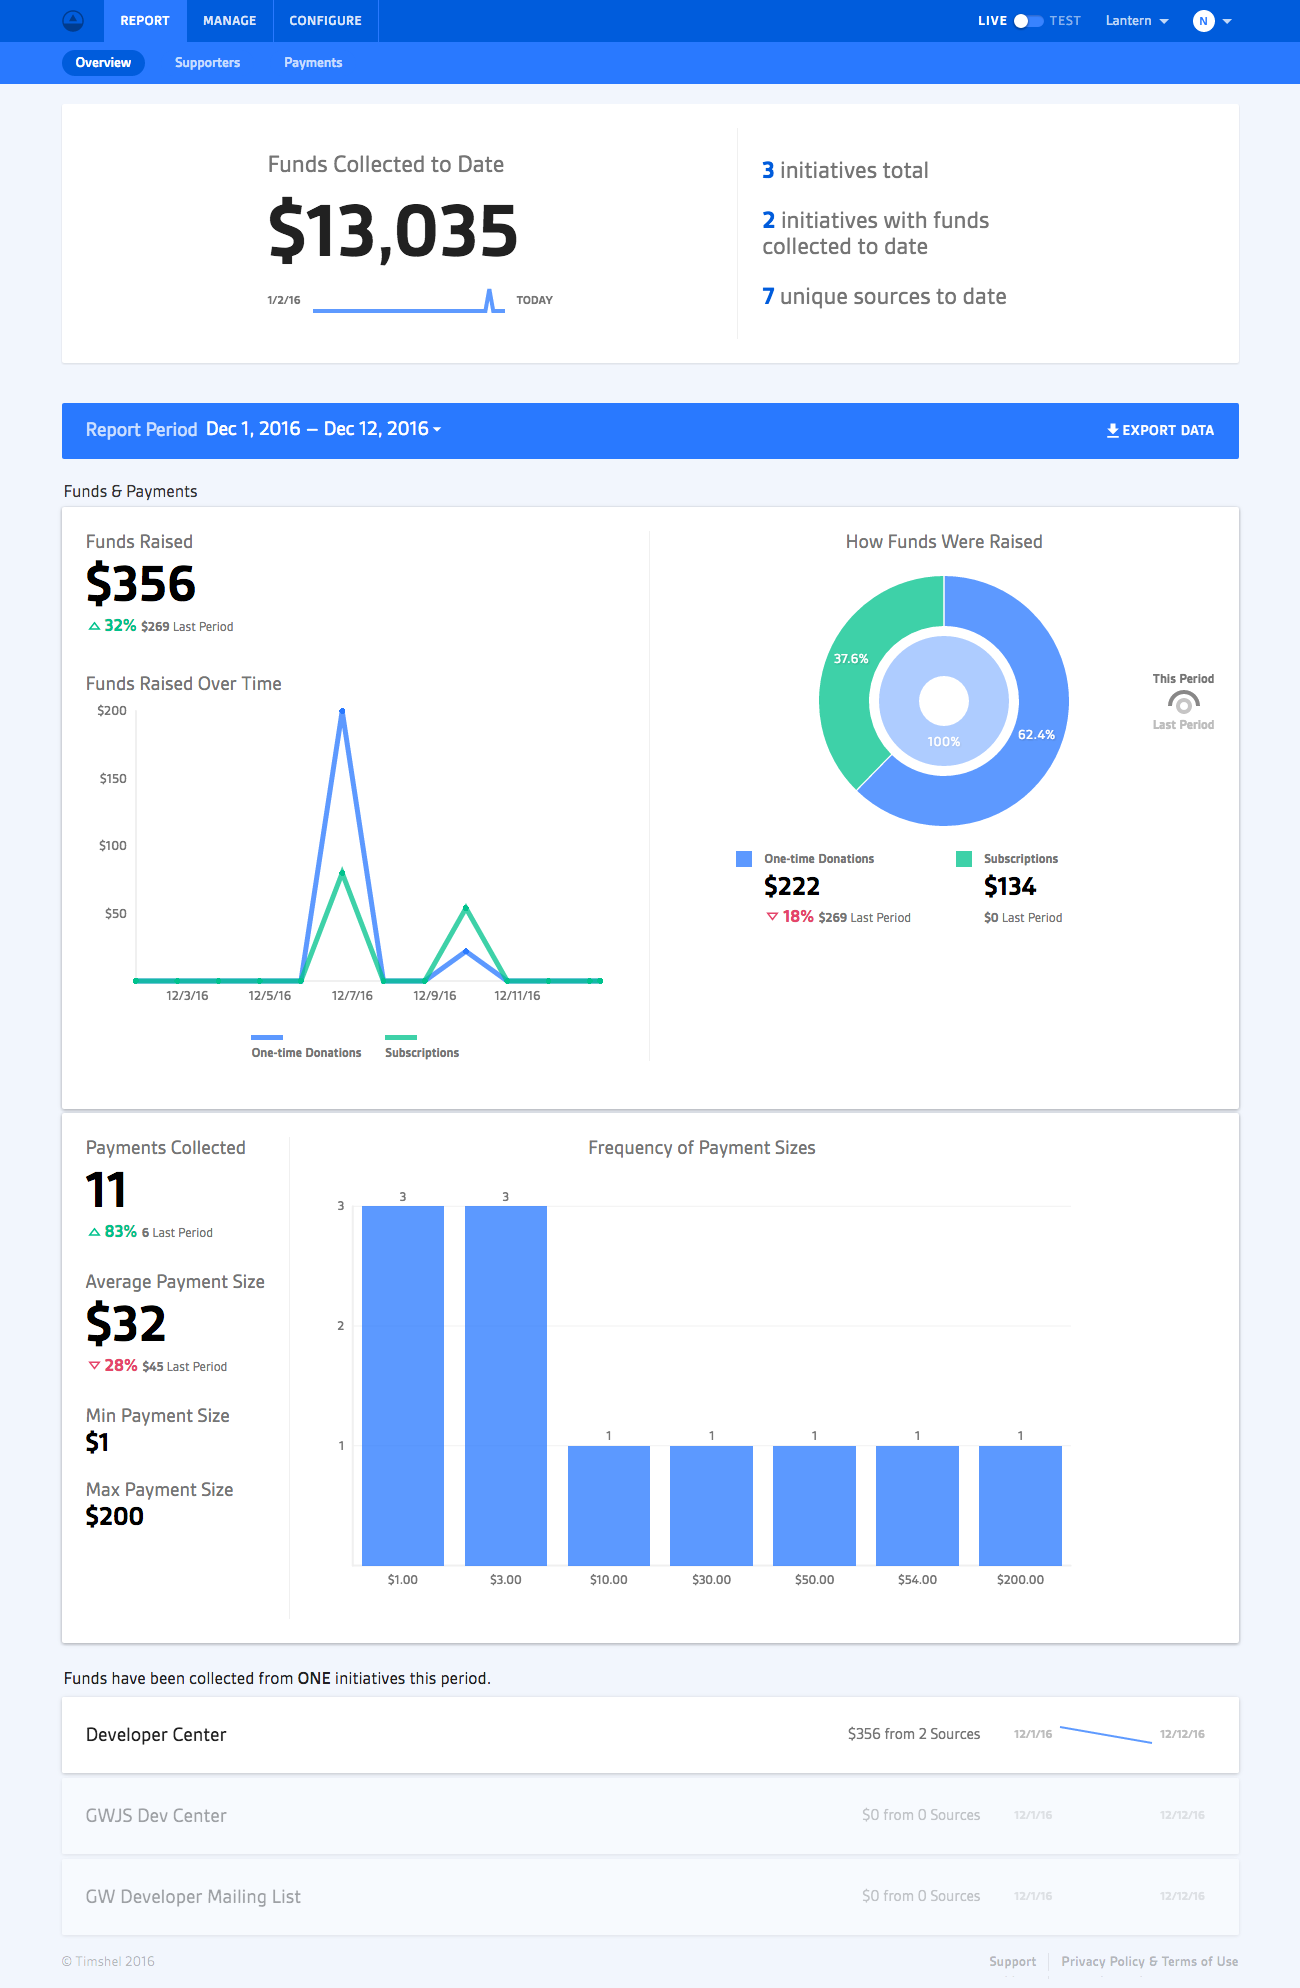 REPORT MANAGE CONFIGURE LIVE TEST Lantern N
Overview Supporters Payments
Funds Collected to Date
$13,035
1/2/16 TODAY
3 initiatives total
2 initiatives with funds
collected to date
7 unique sources to date
Report Period Dec 1, 2016 – Dec 12, 2016 EXPORT DATA
Funds & Payments
Funds Raised
$356
32% $269 Last Period
Funds Raised Over Time
$200
$150
$100
$50
12/3/16 12/5/16 12/7/16 12/9/16 12/11/16
One-time Donations Subscriptions
How Funds Were Raised
37.6%
62.4%
100%
This Period
Last Period
One-time Donations
$222
18% $269 Last Period
Subscriptions
$134
$0 Last Period
Payments Collected
11
83% 6 Last Period
Average Payment Size
$32
28% $45 Last Period
Min Payment Size
$1
Max Payment Size
$200
Frequency of Payment Sizes
3 3 1 1 1 1 1
3
2
1
$1.00 $3.00 $10.00 $30.00 $50.00 $54.00 $200.00
Funds have been collected from ONE initiatives this period.
Developer Center $356 from 2 Sources 12/1/16 12/12/16
GWJS Dev Center $0 from 0 Sources 12/1/16 12/12/16
GW Developer Mailing List $0 from 0 Sources 12/1/16 12/12/16
© Timshel 2016 Support Privacy Policy & Terms of Use